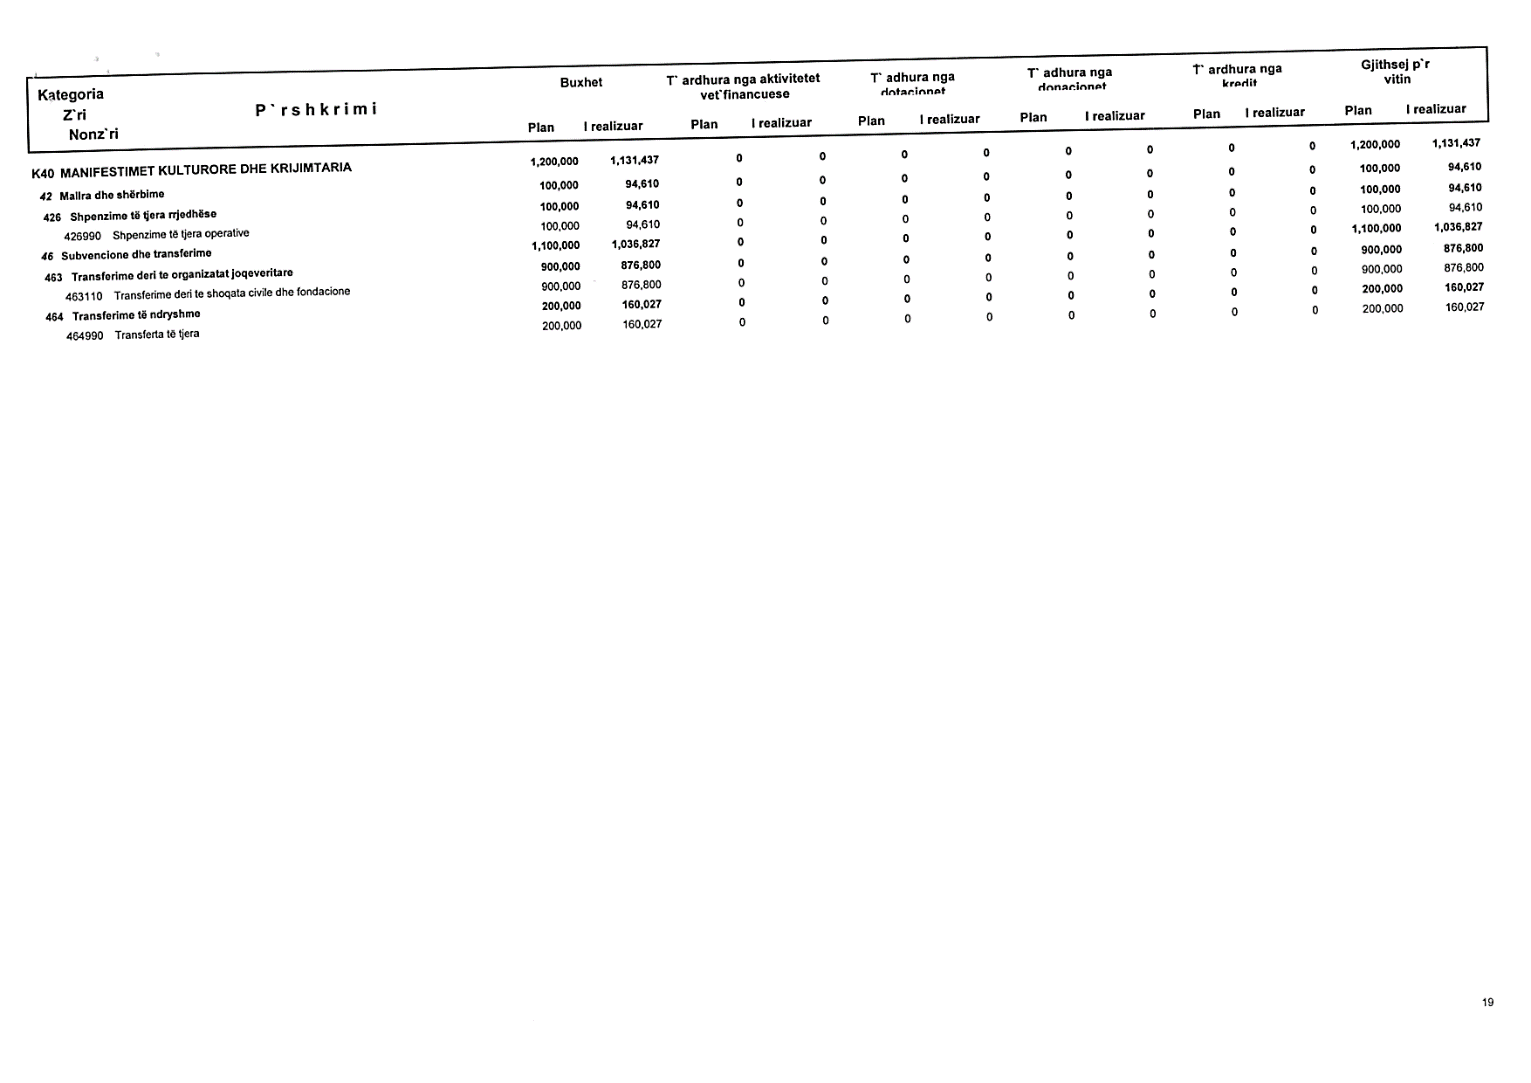 Kategoria
Z`ri
Nonz`ri
P`rshkrimi
Buxhet
T` ardhura nga aktivitetet
vet`financuese
T` adhura nga
dotacionet
T` adhura nga
donacionet
T` ardhura nga
kredit
Gjithsej p`r
vitin
Plan I realizuar Plan I realizuar Plan I realizuar Plan I realizuar Plan I realizuar Plan I realizuar
K40 MANIFESTIMET KULTURORE DHE KRIJIMTARIA 1,200,000 1,131,437 0 0 0 0 0 0 0 0 1,200,000 1,131,437
42 Mallra dhe shërbime 100,000 94,610 0 0 0 0 0 0 0 0 100,000 94,610
426 Shpenzime të tjera rrjedhëse 100,000 94,610 0 0 0 0 0 0 0 0 100,000 94,610
426990 Shpenzime të tjera operative 100,000 94,610 0 0 0 0 0 0 0 0 100,000 94,610
46 Subvencione dhe transferime 1,100,000 1,036,827 0 0 0 0 0 0 0 0 1,100,000 1,036,827
463 Transferime deri te organizatat joqeveritare 900,000 876,800 0 0 0 0 0 0 0 0 900,000 876,800
463110 Transferime deri te shoqata civile dhe fondacione 900,000 876,800 0 0 0 0 0 0 0 0 900,000 876,800
464 Transferime të ndryshme 200,000 160,027 0 0 0 0 0 0 0 0 200,000 160,027
464990 Transferta të tjera 200,000 160,027 0 0 0 0 0 0 0 0 200,000 160,027
19